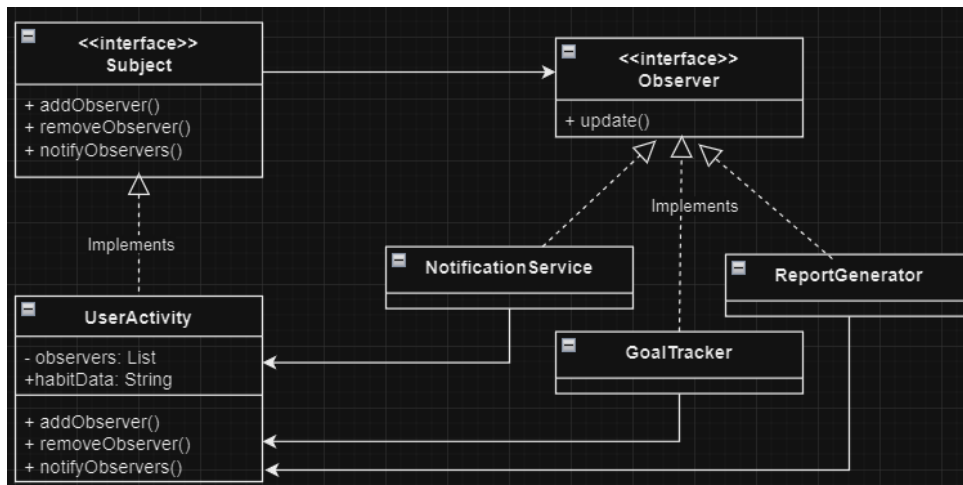 <<interface>>
Subject
+ addObserver()
+ removeObserver()
+ notifyObservers()
<<interface>>
Observer
+ update()
Implements
Implements
NotificationService
ReportGenerator
GoalTracker
UserActivity
- observers: List
+habitData: String
+ addObserver()
+ removeObserver()
+ notifyObservers()